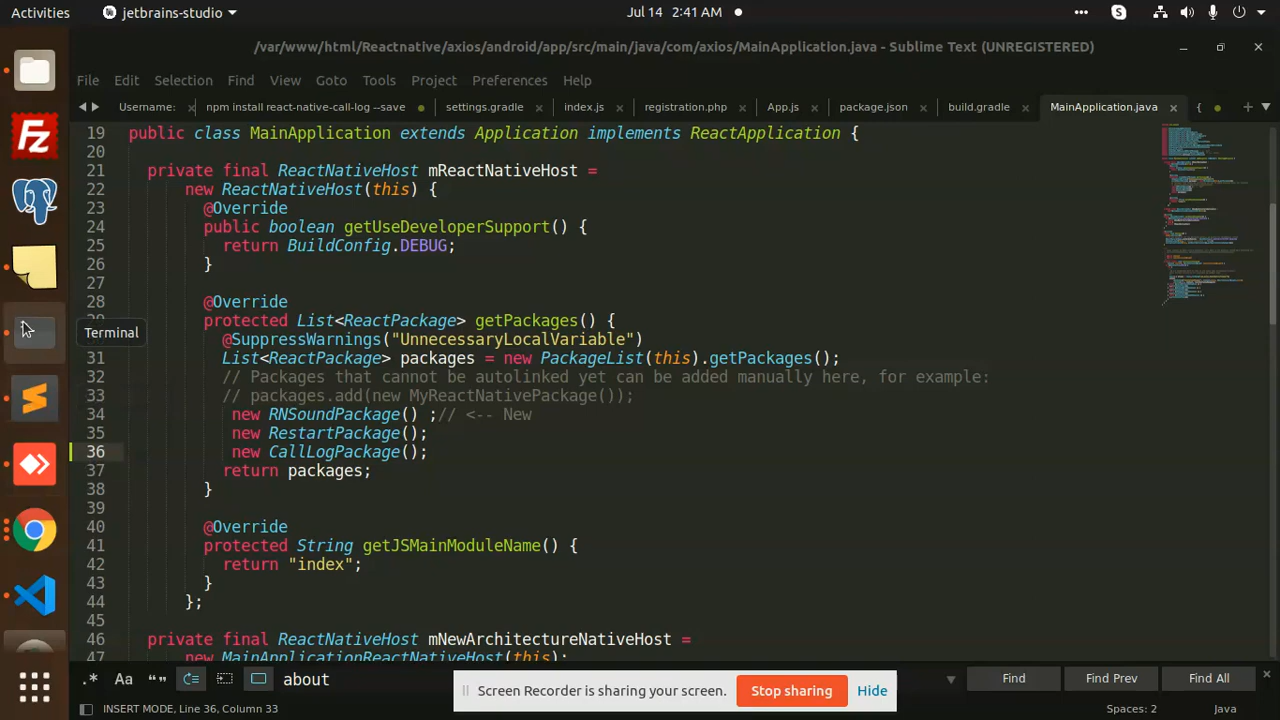 Activities
jetbrains-studio
Jul 14 2:41 AM
/var/www/html/Reactnative/axios/android/app/src/main/java/com/axios/MainApplication.java - Sublime Text (UNREGISTERED)
File Edit Selection Find View Goto Tools Project Preferences Help
Username: npm install react-native-call-log --save settings.gradle index.js registration.php App.js package.json build.gradle MainApplication.java {
19 public class MainApplication extends Application implements ReactApplication {
20
21 private final ReactNativeHost mReactNativeHost =
22 new ReactNativeHost(this) {
23 @Override
24 public boolean getUseDeveloperSupport() {
25 return BuildConfig.DEBUG;
26 }
27
28 @Override
protected List<ReactPackage> getPackages() {
Terminal
@SuppressWarnings("UnnecessaryLocalVariable")
31 List<ReactPackage> packages = new PackageList(this).getPackages();
32 // Packages that cannot be autolinked yet can be added manually here, for example:
33 // packages.add(new MyReactNativePackage());
34 new RNSoundPackage() ;// <-- New
35 new RestartPackage();
36 new CallLogPackage();
37 return packages;
38 }
39
40 @Override
41 protected String getJSMainModuleName() {
42 return "index";
43 }
44 };
45
46 private final ReactNativeHost mNewArchitectureNativeHost =
47 new MainApplicationReactNativeHost(this);
.* Aa “” about Find Find Prev Find All
Screen Recorder is sharing your screen. Stop sharing Hide
INSERT MODE, Line 36, Column 33 Spaces: 2 Java